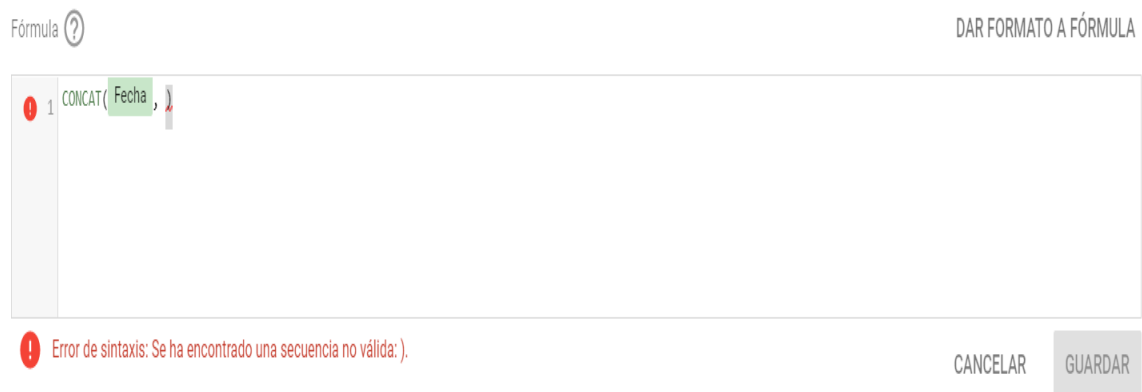 Fórmula ?
DAR FORMATO A FÓRMULA
1 CONCAT( Fecha , )
Error de sintaxis: Se ha encontrado una secuencia no válida: ).
CANCELAR GUARDAR